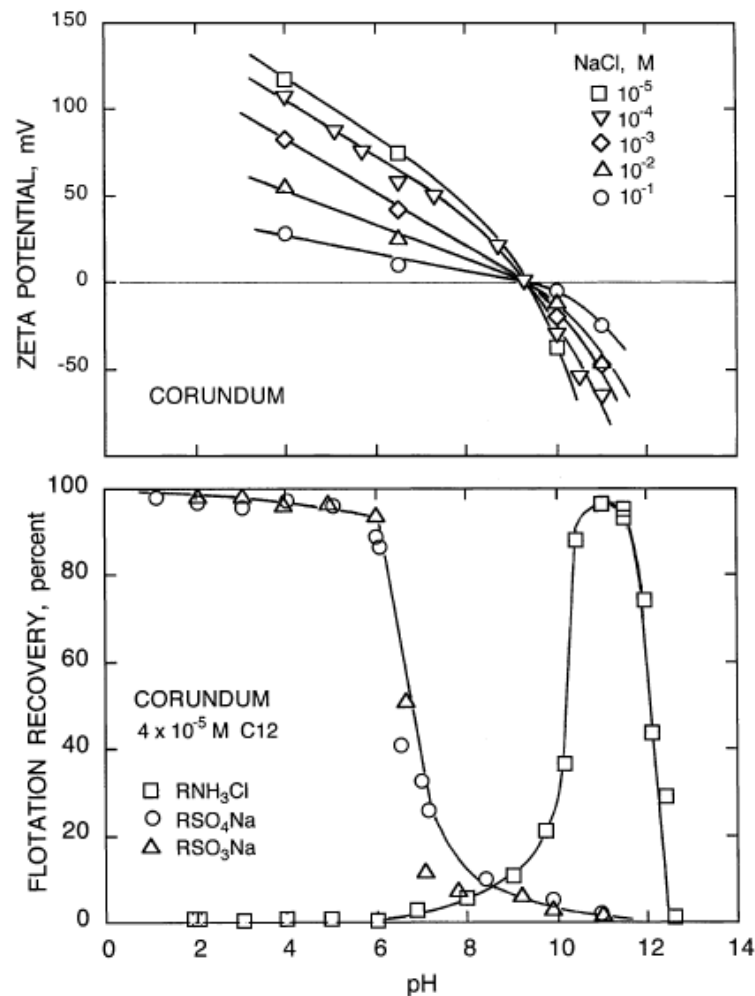 150
100
50
0
-50
ZETA POTENTIAL, mV
NaCl, M
10⁻⁵
10⁻⁴
10⁻³
10⁻²
10⁻¹
CORUNDUM
100
80
60
40
20
0
FLOTATION RECOVERY, percent
CORUNDUM
4 x 10⁻⁵ M C12
RNH₃Cl
RSO₄Na
RSO₃Na
0 2 4 6 8 10 12 14
pH